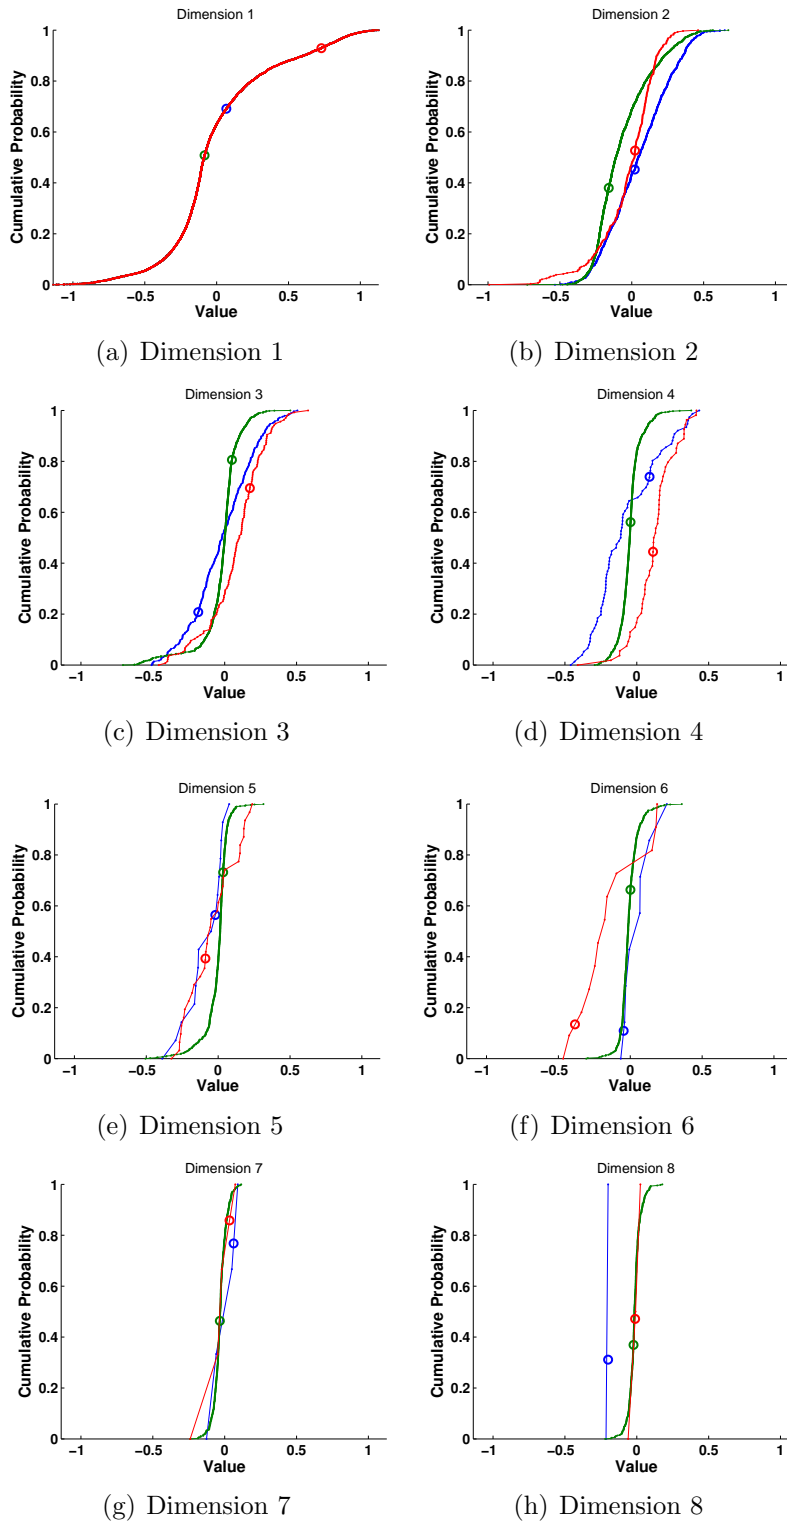 Dimension 1
Cumulative Probability
1
0.8
0.6
0.4
0.2
0
−1 −0.5 0 0.5 1
Value
(a) Dimension 1
Dimension 2
Cumulative Probability
1
0.8
0.6
0.4
0.2
0
−1 −0.5 0 0.5 1
Value
(b) Dimension 2
Dimension 3
Cumulative Probability
1
0.8
0.6
0.4
0.2
0
−1 −0.5 0 0.5 1
Value
(c) Dimension 3
Dimension 4
Cumulative Probability
1
0.8
0.6
0.4
0.2
0
−1 −0.5 0 0.5 1
Value
(d) Dimension 4
Dimension 5
Cumulative Probability
1
0.8
0.6
0.4
0.2
0
−1 −0.5 0 0.5 1
Value
(e) Dimension 5
Dimension 6
Cumulative Probability
1
0.8
0.6
0.4
0.2
0
−1 −0.5 0 0.5 1
Value
(f) Dimension 6
Dimension 7
Cumulative Probability
1
0.8
0.6
0.4
0.2
0
−1 −0.5 0 0.5 1
Value
(g) Dimension 7
Dimension 8
Cumulative Probability
1
0.8
0.6
0.4
0.2
0
−1 −0.5 0 0.5 1
Value
(h) Dimension 8